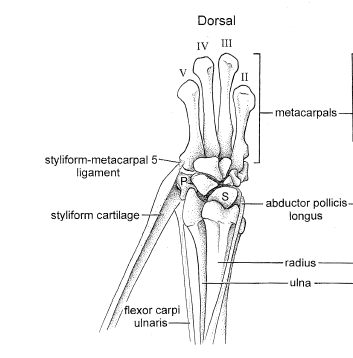 Dorsal
IV III
V
II
metacarpals
styliform-metacarpal 5
ligament
P
S
styliform cartilage
abductor pollicis
longus
radius
ulna
flexor carpi
ulnaris